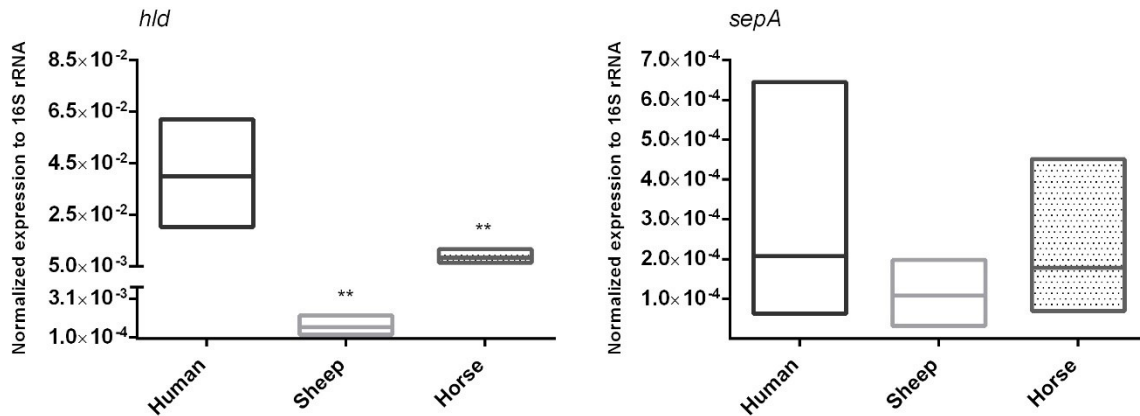 hld
Normalized expression to 16S rRNA
8.5×10⁻²
6.5×10⁻²
4.5×10⁻²
2.5×10⁻²
5.0×10⁻³
3.1×10⁻³
1.0×10⁻⁴
**
**
Human
Sheep
Horse
sepA
Normalized expression to 16S rRNA
7.0×10⁻⁴
6.0×10⁻⁴
5.0×10⁻⁴
4.0×10⁻⁴
3.0×10⁻⁴
2.0×10⁻⁴
1.0×10⁻⁴
Human
Sheep
Horse